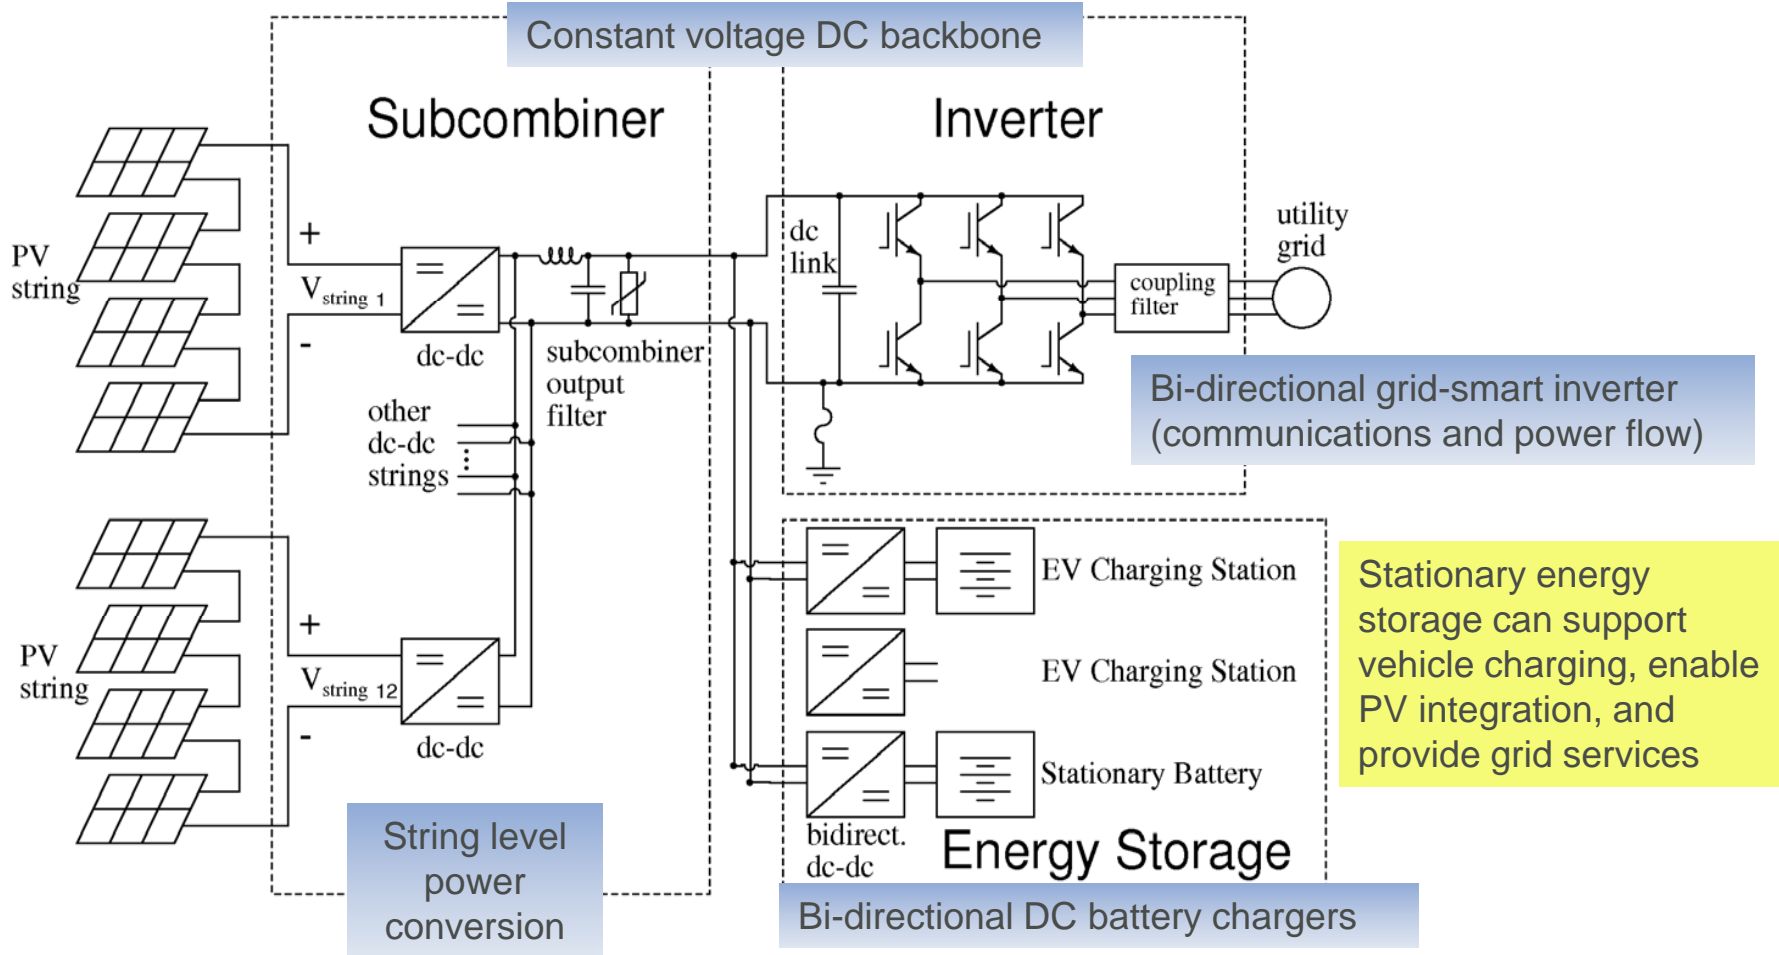 Constant voltage DC backbone
Subcombiner
Inverter
PV
string
+
V string 1
-
dc-dc
subcombiner
output
filter
other
dc-dc
strings
dc
link
coupling
filter
utility
grid
Bi-directional grid-smart inverter
(communications and power flow)
PV
string
+
V string 12
-
dc-dc
String level
power
conversion
EV Charging Station
EV Charging Station
Stationary Battery
bidirect.
dc-dc
Energy Storage
Bi-directional DC battery chargers
Stationary energy
storage can support
vehicle charging, enable
PV integration, and
provide grid services